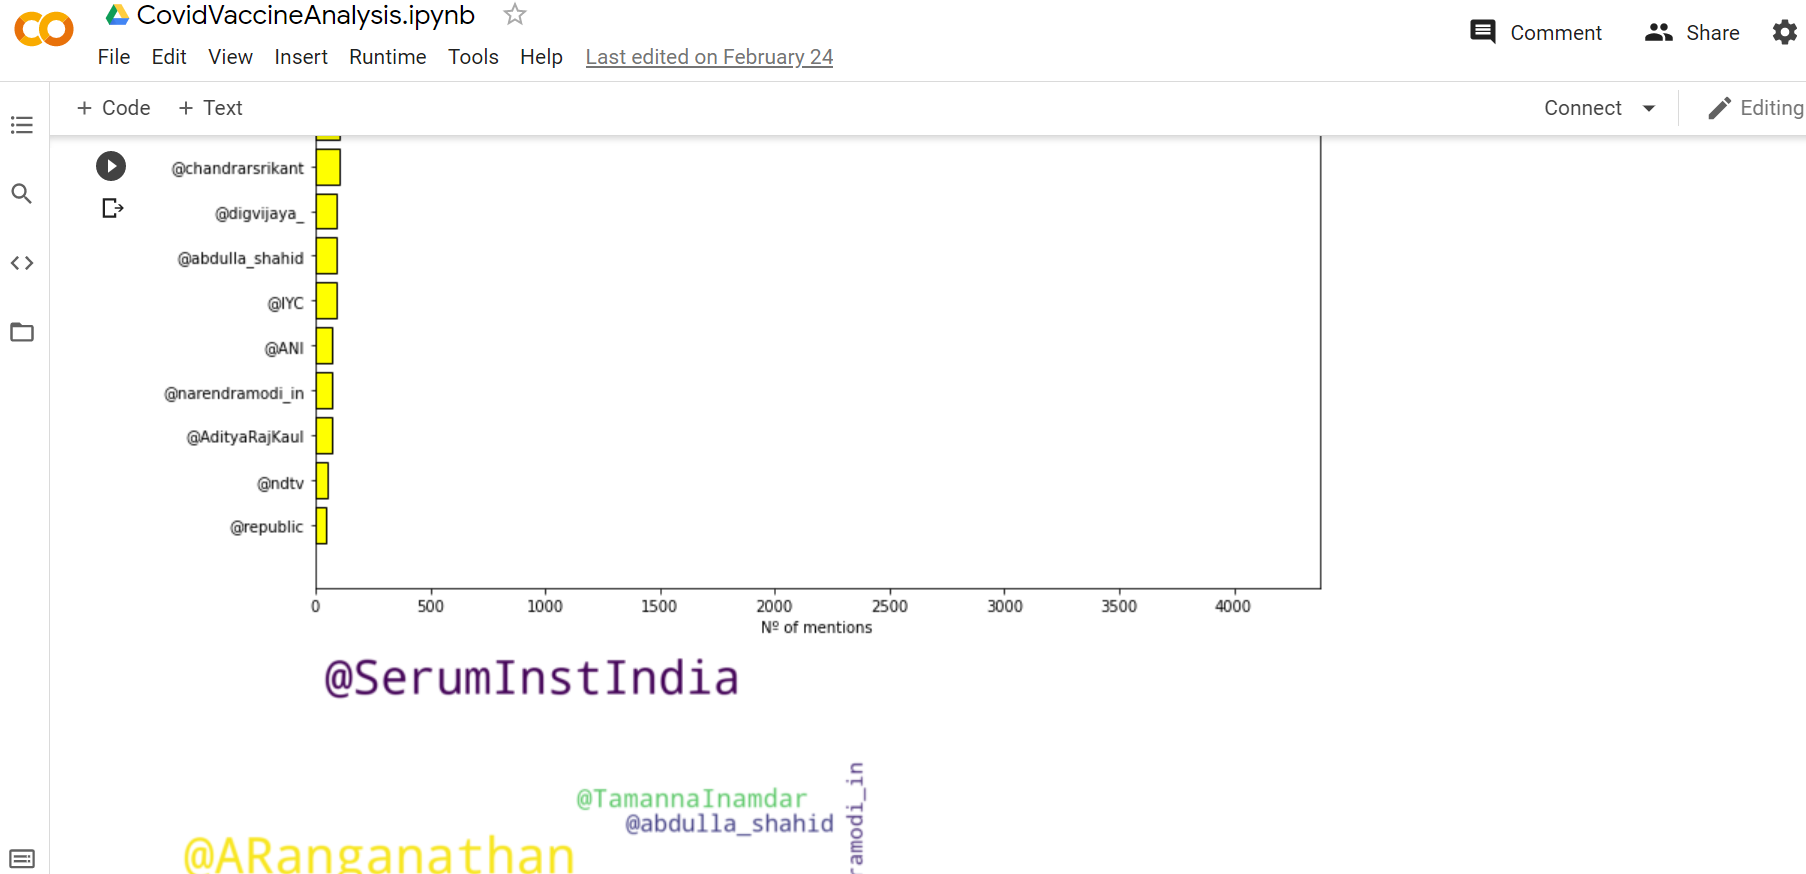 CovidVaccineAnalysis.ipynb
Comment
Share
File Edit View Insert Runtime Tools Help Last edited on February 24
+ Code + Text
Connect
Editing
@chandrarsrikant
@digvijaya_
@abdulla_shahid
@IYC
@ANI
@narendramodi_in
@AdityaRajKaul
@ndtv
@republic
0 500 1000 1500 2000 2500 3000 3500 4000
Nº of mentions
@SerumInstIndia
@TamannaInamdar
@abdulla_shahid
ramodi_in
@ARanganathan